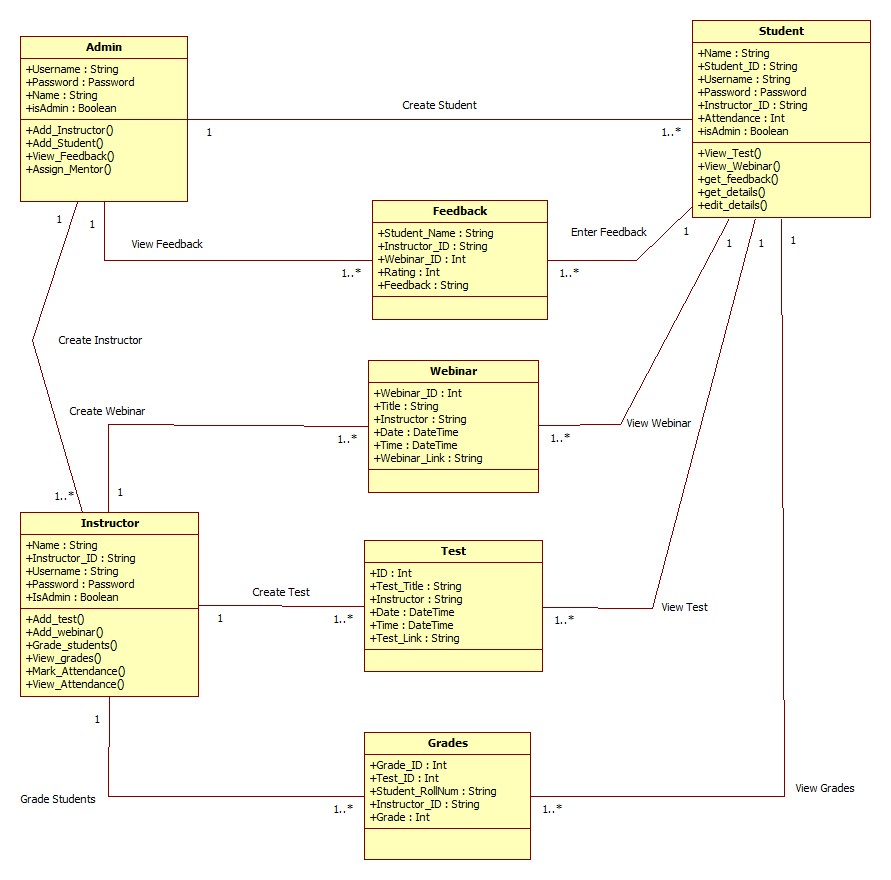 Admin
+Username : String
+Password : Password
+Name : String
+isAdmin : Boolean
+Add_Instructor()
+Add_Student()
+View_Feedback()
+Assign_Mentor()
Student
+Name : String
+Student_ID : String
+Username : String
+Password : Password
+Instructor_ID : String
+Attendance : Int
+isAdmin : Boolean
+View_Test()
+View_Webinar()
+get_feedback()
+get_details()
+edit_details()
Create Student
1
1..*
Feedback
+Student_Name : String
+Instructor_ID : String
+Webinar_ID : Int
+Rating : Int
+Feedback : String
1
1
View Feedback
1..*
Enter Feedback
1
1..*
1
1
1
Create Instructor
1..*
Webinar
+Webinar_ID : Int
+Title : String
+Instructor : String
+Date : DateTime
+Time : DateTime
+Webinar_Link : String
Create Webinar
1..*
1
View Webinar
1..*
Instructor
+Name : String
+Instructor_ID : String
+Username : String
+Password : Password
+IsAdmin : Boolean
+Add_test()
+Add_webinar()
+Grade_students()
+View_grades()
+Mark_Attendance()
+View_Attendance()
Test
+ID : Int
+Test_Title : String
+Instructor : String
+Date : DateTime
+Time : DateTime
+Test_Link : String
Create Test
1
1..*
View Test
1..*
Grades
+Grade_ID : Int
+Test_ID : Int
+Student_RollNum : String
+Instructor_ID : String
+Grade : Int
1
Grade Students
1..*
View Grades
1..*